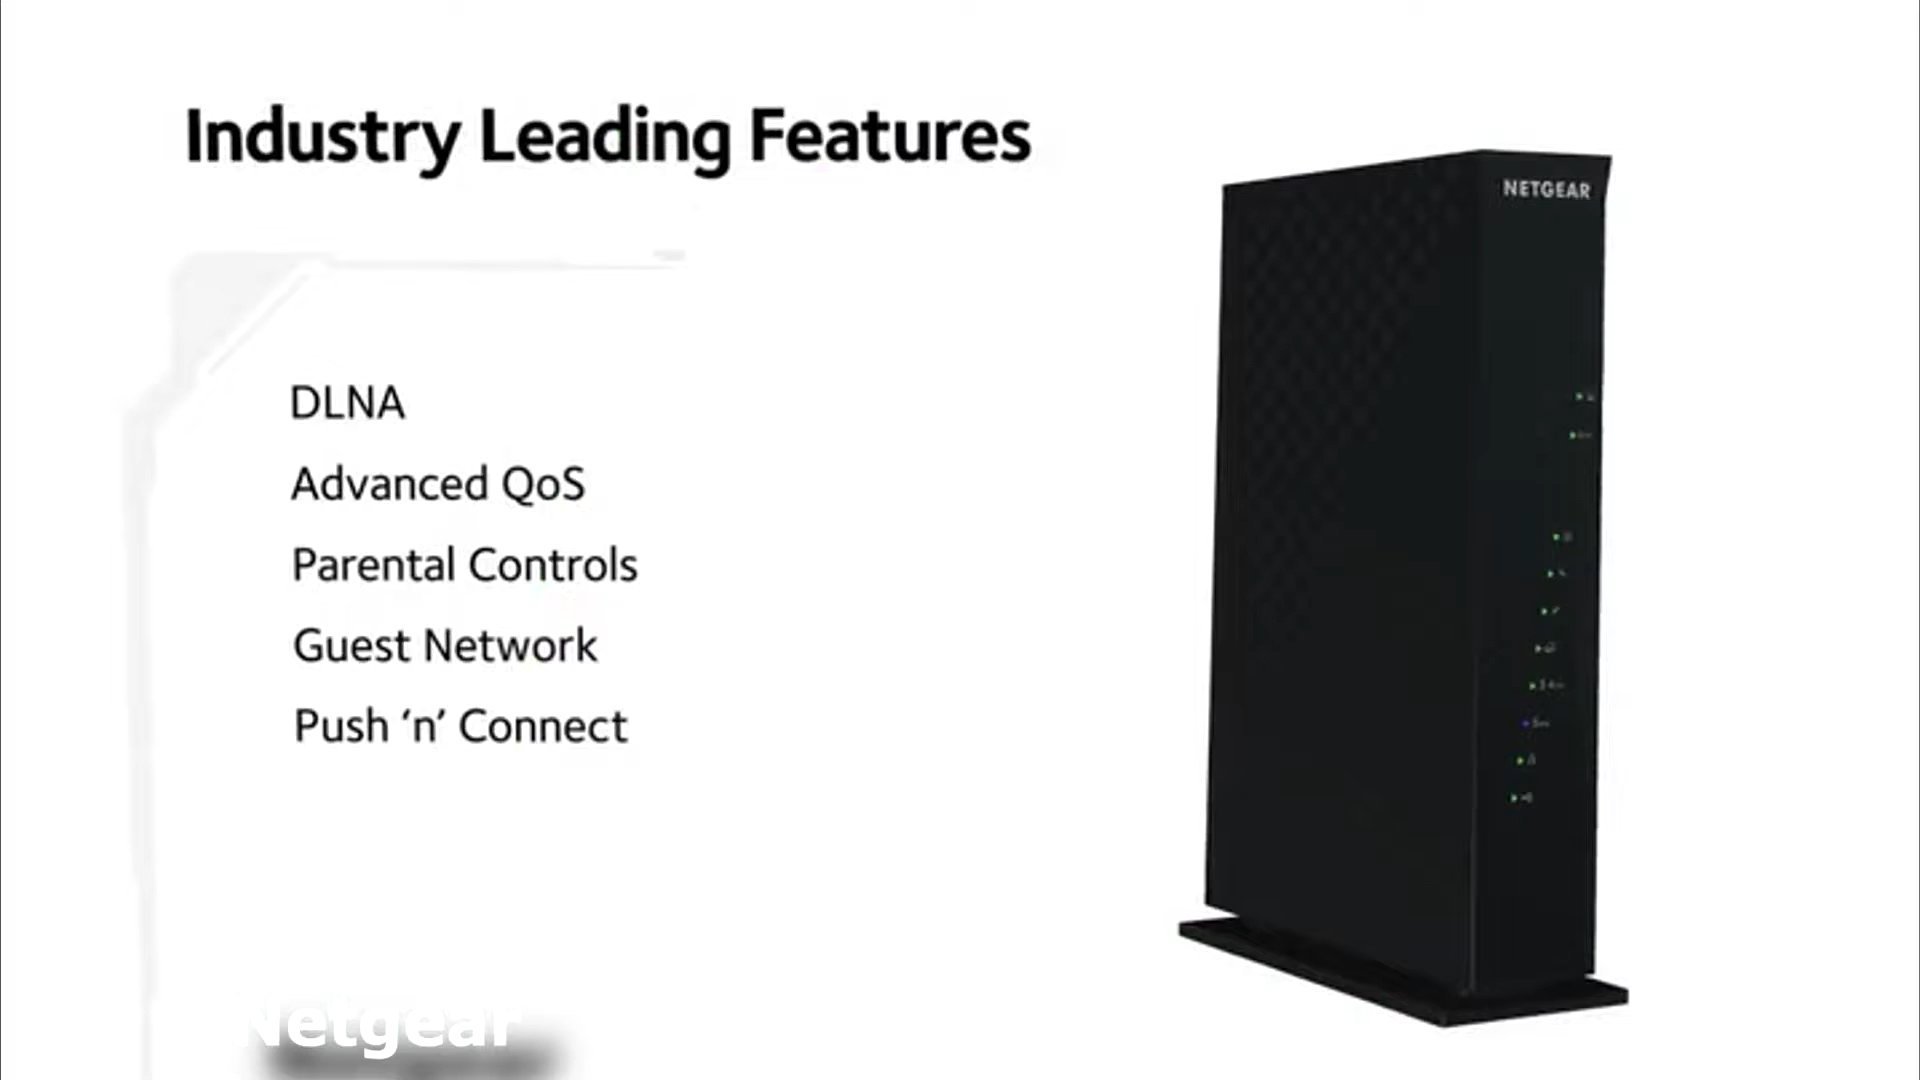 Industry Leading Features
NETGEAR
DLNA
Advanced QoS
Parental Controls
Guest Network
Push ‘n’ Connect
Netgear